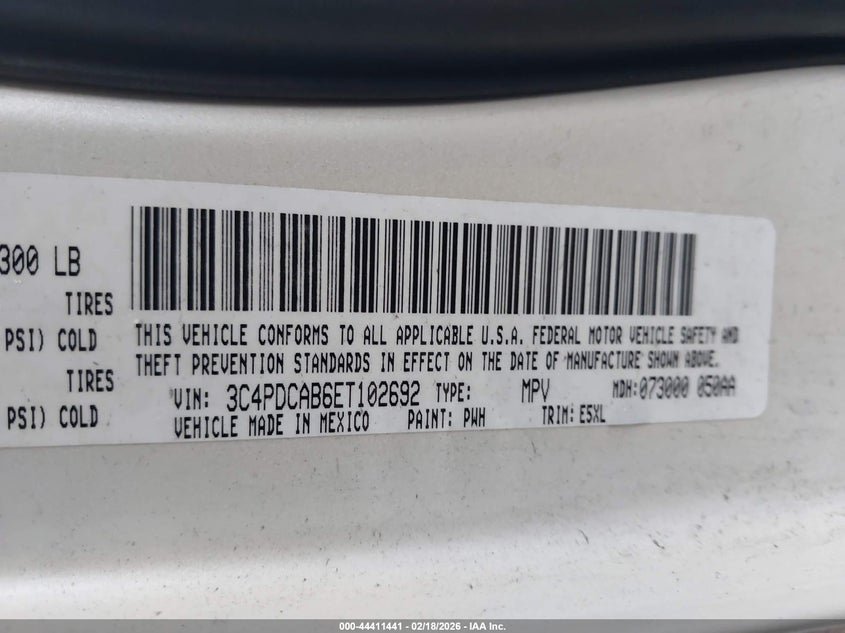 300 LB
TIRES
PSI) COLD
TIRES
PSI) COLD
THIS VEHICLE CONFORMS TO ALL APPLICABLE U.S.A. FEDERAL MOTOR VEHICLE SAFETY AND
THEFT PREVENTION STANDARDS IN EFFECT ON THE DATE OF MANUFACTURE SHOWN ABOVE.
VIN: 3C4PDCAB6ET102692 TYPE: MPV MDH:073000 050AA
VEHICLE MADE IN MEXICO PAINT: PWH TRIM: E5XL
000-44411441 | 02/18/2026 - IAA Inc.